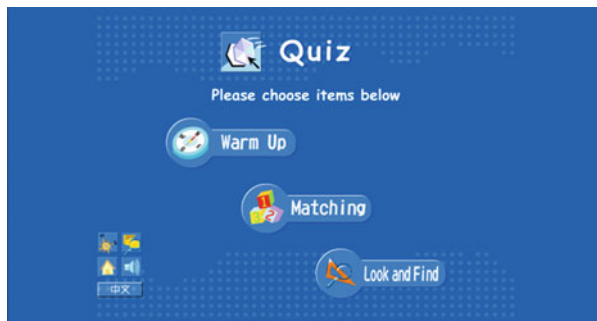 Quiz
Please choose items below
Warm Up
Matching
Look and Find
中文